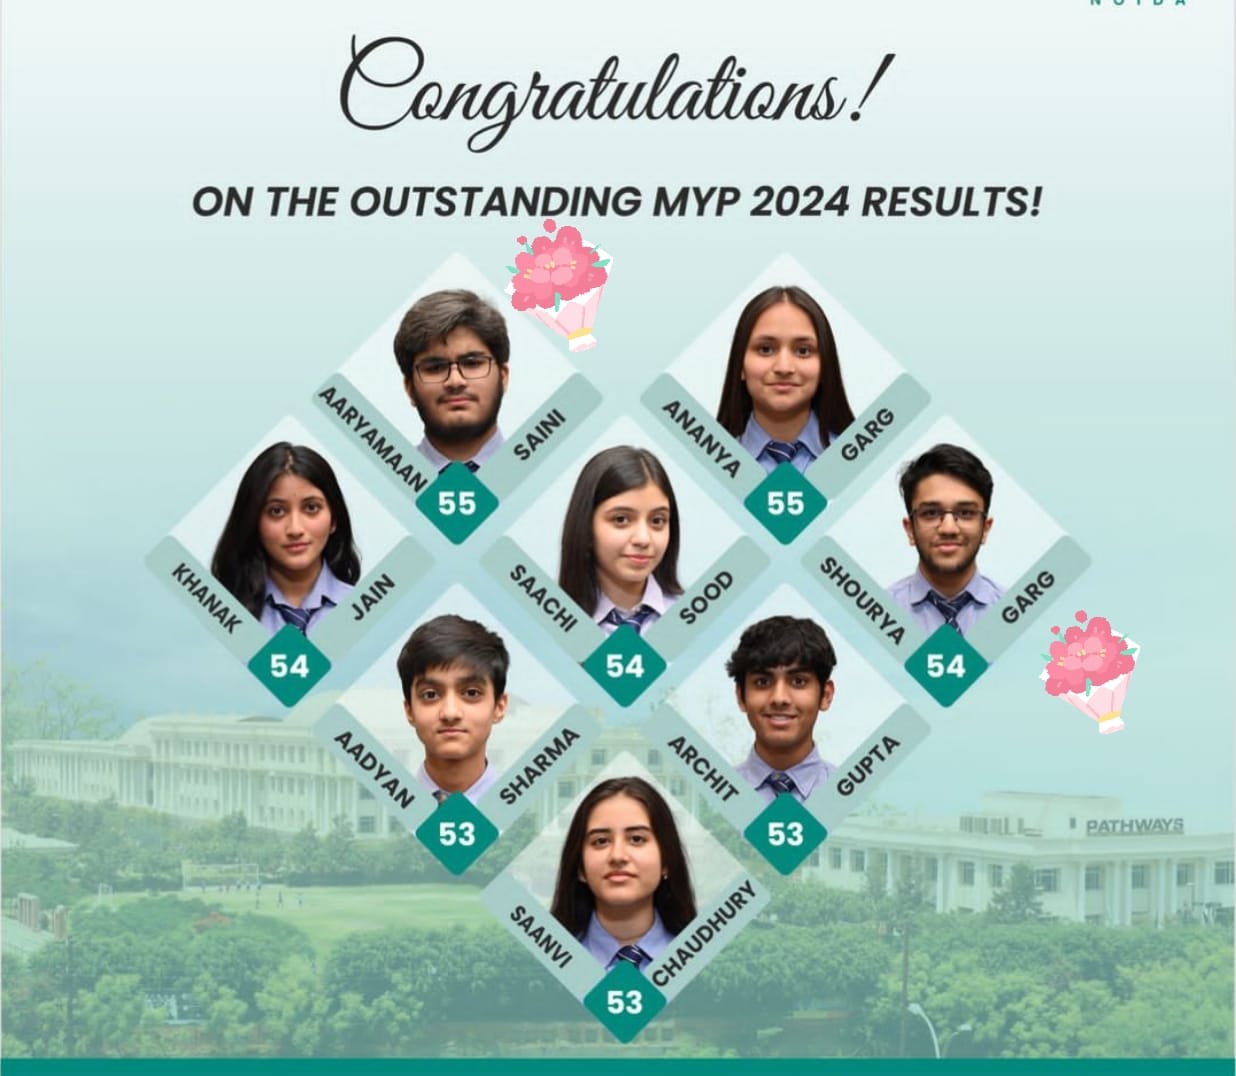 NOIDA
Congratulations!
ON THE OUTSTANDING MYP 2024 RESULTS!
AARYAMAAN SAINI
55
ANANYA GARG
55
KHANAK JAIN
54
SAACHI SOOD
54
SHOURYA GARG
54
AADYAN SHARMA
53
ARCHIT GUPTA
53
PATHWAYS
SAANVI CHAUDHURY
53